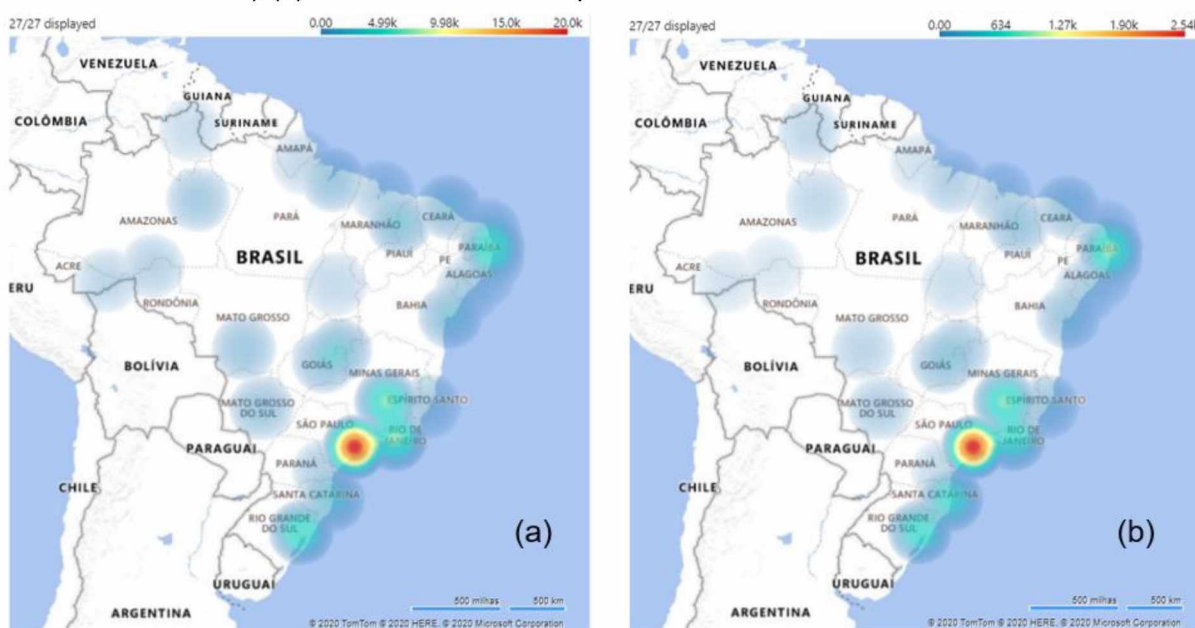 27/27 displayed
0.00 4.99k 9.98k 15.0k 20.0k
VENEZUELA
GUIANA
COLÔMBIA
SURINAME
AMAPÁ
AMAZONAS
PARÁ
MARANHÃO
CEARÁ
PARAÍBA
BRASIL
PIAUÍ
PE
ALAGOAS
ACRE
ERU
RONDÔNIA
BAHIA
MATO GROSSO
BOLÍVIA
GOIÁS
MINAS GERAIS
MATO GROSSO
DO SUL
ESPÍRITO SANTO
SÃO PAULO
RIO DE
JANEIRO
PARAGUAI
PARANÁ
CHILE
SANTA CATARINA
RIO GRANDE
DO SUL
(a)
URUGUAI
ARGENTINA
500 milhas 500 km
© 2020 TomTom © 2020 HERE, © 2020 Microsoft Corporation
27/27 displayed
0.00 634 1.27k 1.90k 2.54k
VENEZUELA
GUIANA
COLÔMBIA
SURINAME
AMAPÁ
AMAZONAS
PARÁ
MARANHÃO
CEARÁ
PARAÍBA
BRASIL
PIAUÍ
PE
ALAGOAS
ACRE
ERU
RONDÔNIA
BAHIA
MATO GROSSO
BOLÍVIA
GOIÁS
MINAS GERAIS
MATO GROSSO
DO SUL
ESPÍRITO SANTO
SÃO PAULO
RIO DE
JANEIRO
PARAGUAI
PARANÁ
CHILE
SANTA CATARINA
RIO GRANDE
DO SUL
(b)
URUGUAI
ARGENTINA
500 milhas 500 km
© 2020 TomTom © 2020 HERE, © 2020 Microsoft Corporation